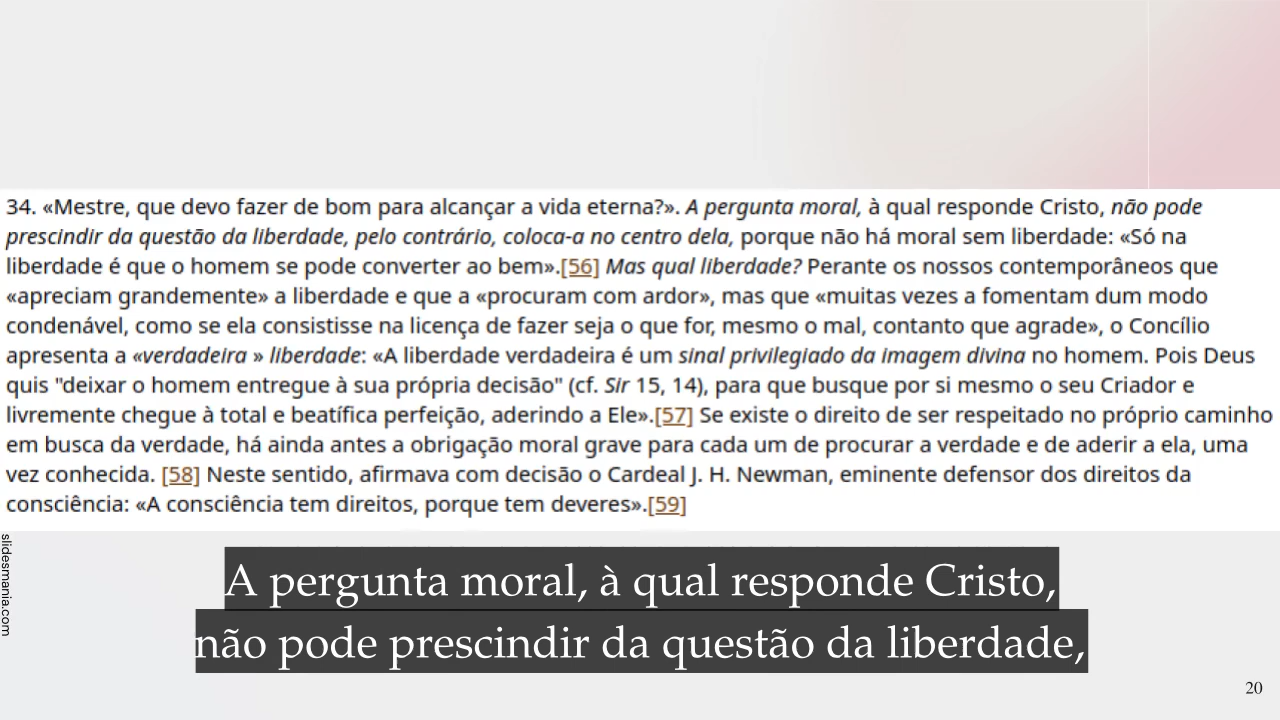 34. «Mestre, que devo fazer de bom para alcançar a vida eterna?». A pergunta moral, à qual responde Cristo, não pode
prescindir da questão da liberdade, pelo contrário, coloca-a no centro dela, porque não há moral sem liberdade: «Só na
liberdade é que o homem se pode converter ao bem».[56] Mas qual liberdade? Perante os nossos contemporâneos que
«apreciam grandemente» a liberdade e que a «procuram com ardor», mas que «muitas vezes a fomentam dum modo
condenável, como se ela consistisse na licença de fazer seja o que for, mesmo o mal, contanto que agrade», o Concílio
apresenta a «verdadeira » liberdade: «A liberdade verdadeira é um sinal privilegiado da imagem divina no homem. Pois Deus
quis "deixar o homem entregue à sua própria decisão" (cf. Sir 15, 14), para que busque por si mesmo o seu Criador e
livremente chegue à total e beatífica perfeição, aderindo a Ele».[57] Se existe o direito de ser respeitado no próprio caminho
em busca da verdade, há ainda antes a obrigação moral grave para cada um de procurar a verdade e de aderir a ela, uma
vez conhecida. [58] Neste sentido, afirmava com decisão o Cardeal J. H. Newman, eminente defensor dos direitos da
consciência: «A consciência tem direitos, porque tem deveres».[59]
slidesmania.com
A pergunta moral, à qual responde Cristo,
não pode prescindir da questão da liberdade,
20